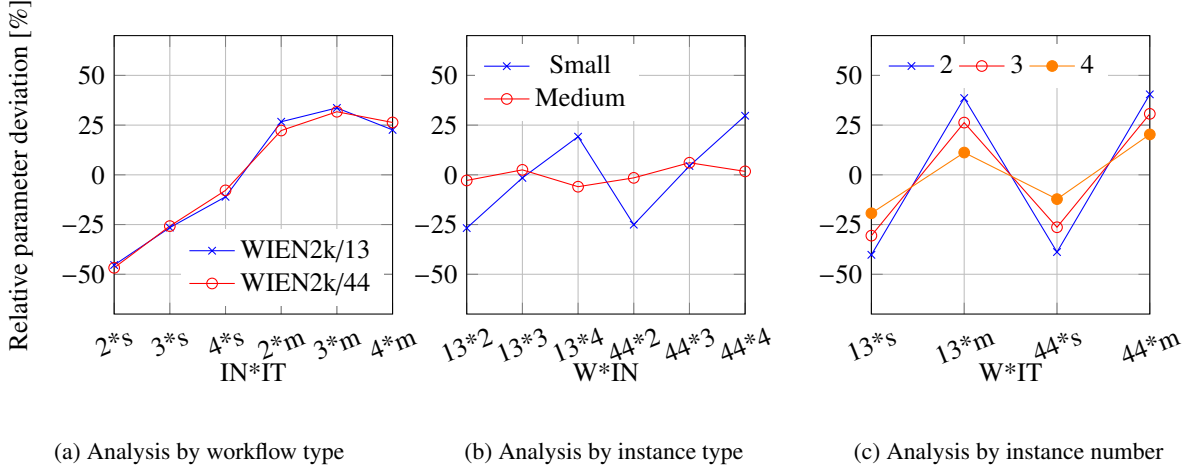 Relative parameter deviation [%]
50
25
0
−25
−50
WIEN2k/13
WIEN2k/44
2*s 3*s 4*s 2*m 3*m 4*m
IN*IT
(a) Analysis by workflow type
50
25
0
−25
−50
Small
Medium
13*2 13*3 13*4 44*2 44*3 44*4
W*IN
(b) Analysis by instance type
50
25
0
−25
−50
2 3 4
13*s 13*m 44*s 44*m
W*IT
(c) Analysis by instance number